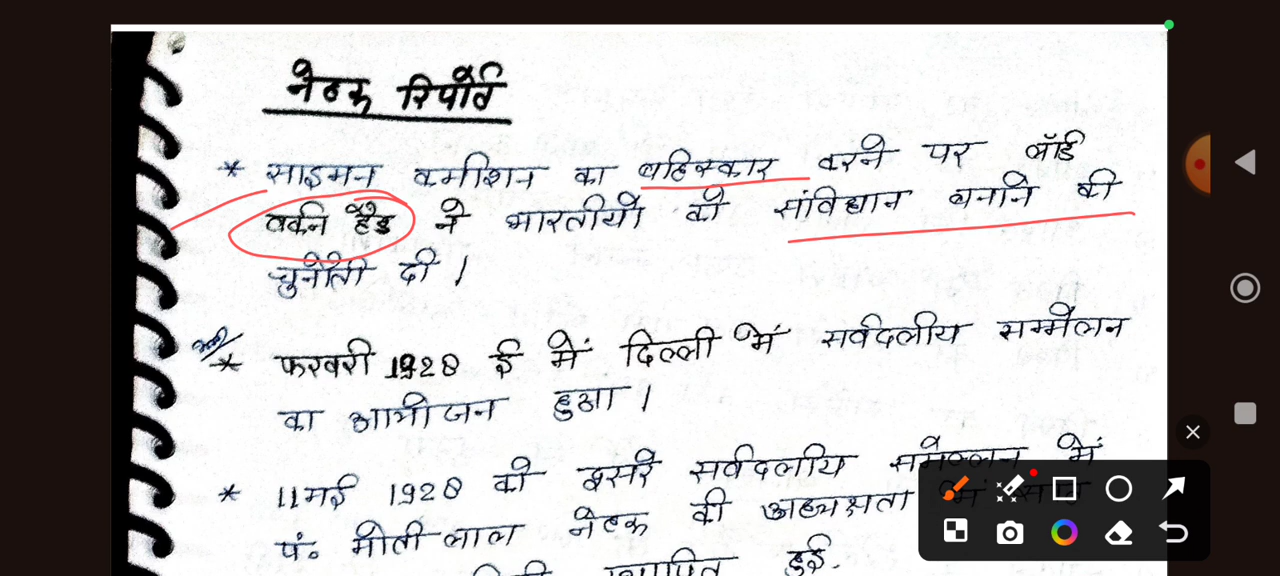 नेहरू रिपोर्ट
* साइमन कमीशन का बहिष्कार करने पर लॉर्ड
वर्कन हैड ने भारतीयो को संविधान बनाने की
चुनौती दी।
* फरवरी 1928 ई में दिल्ली में सर्वदलीय सम्मेलन
का आयोजन हुआ।
* 11 मई 1928 को दूसरे सर्वदलीय सम्मेलन में
पं. मोती लाल नेहरू की अध्यक्षता में
स्थापित हुई.